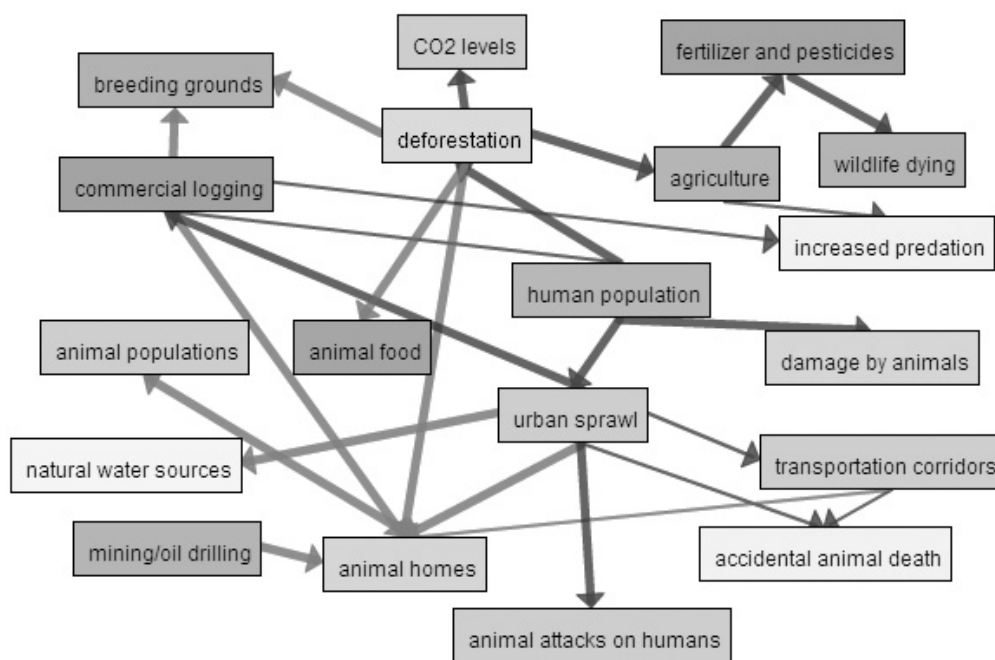 CO2 levels
fertilizer and pesticides
breeding grounds
deforestation
wildlife dying
agriculture
commercial logging
increased predation
human population
animal populations
animal food
damage by animals
urban sprawl
natural water sources
transportation corridors
mining/oil drilling
accidental animal death
animal homes
animal attacks on humans